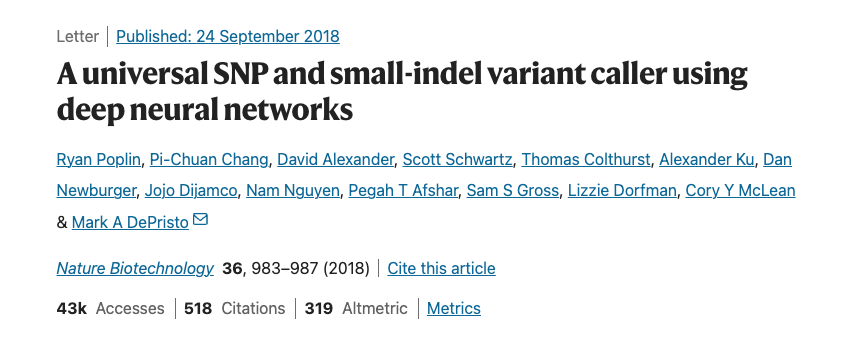 Letter | Published: 24 September 2018
A universal SNP and small-indel variant caller using
deep neural networks
Ryan Poplin, Pi-Chuan Chang, David Alexander, Scott Schwartz, Thomas Colthurst, Alexander Ku, Dan
Newburger, Jojo Dijamco, Nam Nguyen, Pegah T Afshar, Sam S Gross, Lizzie Dorfman, Cory Y McLean
& Mark A DePristo
Nature Biotechnology 36, 983–987 (2018) | Cite this article
43k Accesses | 518 Citations | 319 Altmetric | Metrics